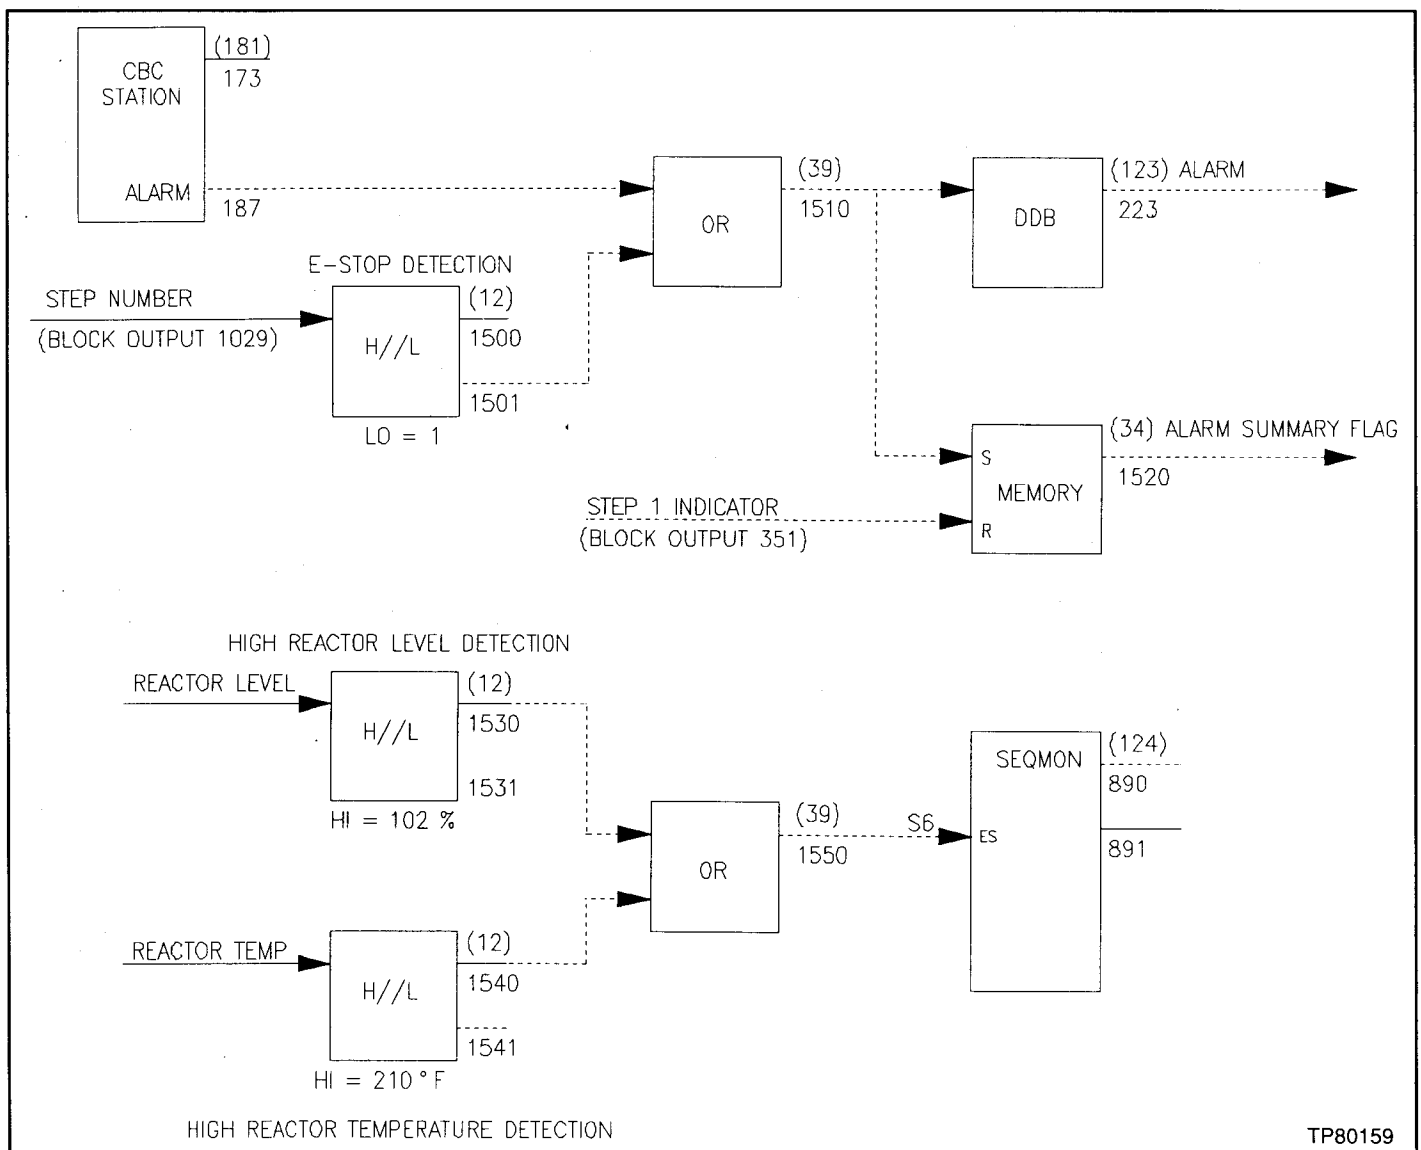 CBC
STATION
(181)
173
ALARM
187
E-STOP DETECTION
STEP NUMBER
(BLOCK OUTPUT 1029)
H//L
(12)
1500
1501
LO = 1
OR
(39)
1510
DDB
(123) ALARM
223
S
MEMORY
R
(34) ALARM SUMMARY FLAG
1520
STEP 1 INDICATOR
(BLOCK OUTPUT 351)
HIGH REACTOR LEVEL DETECTION
REACTOR LEVEL
H//L
(12)
1530
1531
HI = 102 %
OR
(39)
1550
S6
SEQMON
ES
(124)
890
891
REACTOR TEMP
H//L
(12)
1540
1541
HI = 210°F
HIGH REACTOR TEMPERATURE DETECTION
TP80159